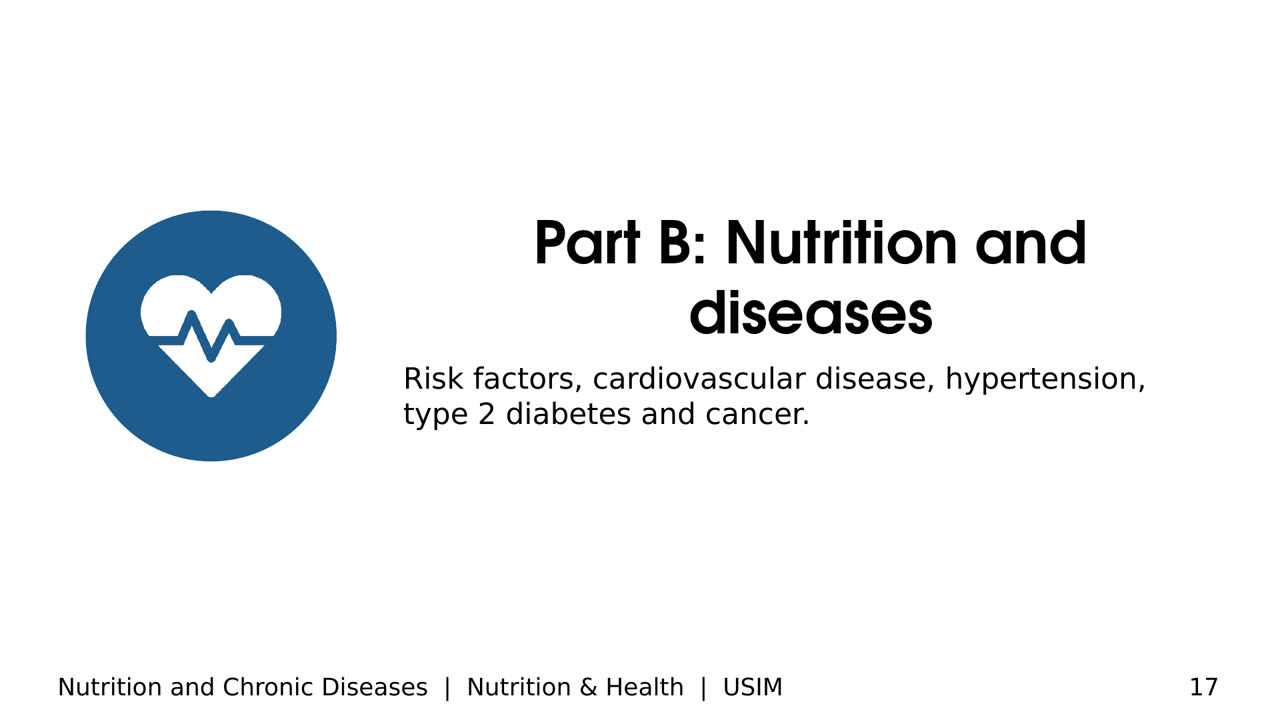 Part B: Nutrition and
diseases
Risk factors, cardiovascular disease, hypertension,
type 2 diabetes and cancer.
Nutrition and Chronic Diseases | Nutrition & Health | USIM
17